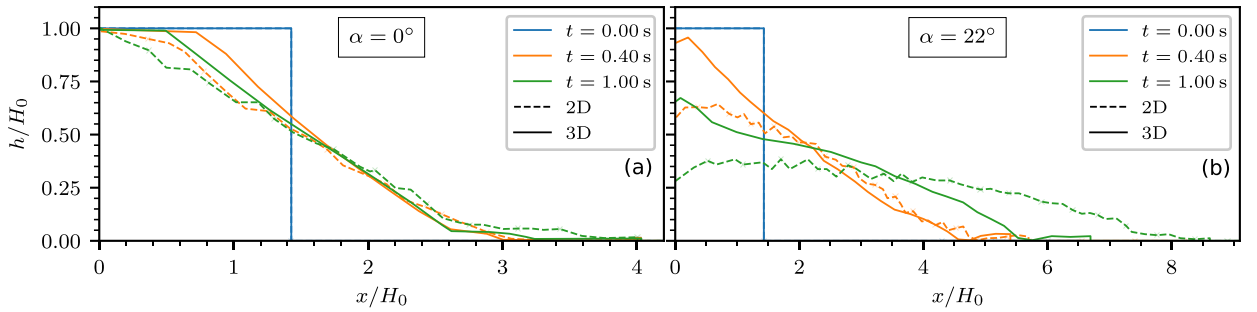 1.00
0.75
0.50
0.25
0.00
h/H₀
α = 0°
t = 0.00 s
t = 0.40 s
t = 1.00 s
2D
3D
(a)
0 1 2 3 4
x/H₀
α = 22°
t = 0.00 s
t = 0.40 s
t = 1.00 s
2D
3D
(b)
0 2 4 6 8
x/H₀